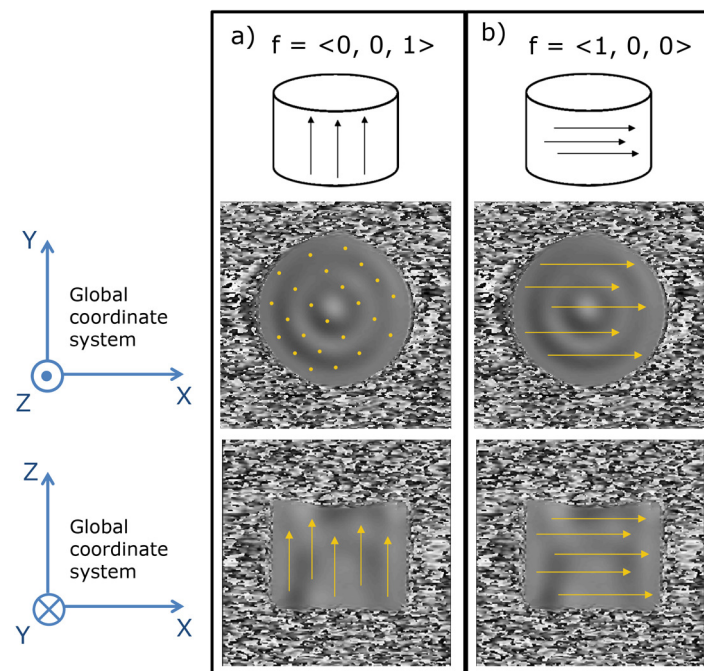 a) f = <0, 0, 1>
b) f = <1, 0, 0>
Y
Global
coordinate
system
Z
X
Z
Global
coordinate
system
Y
X